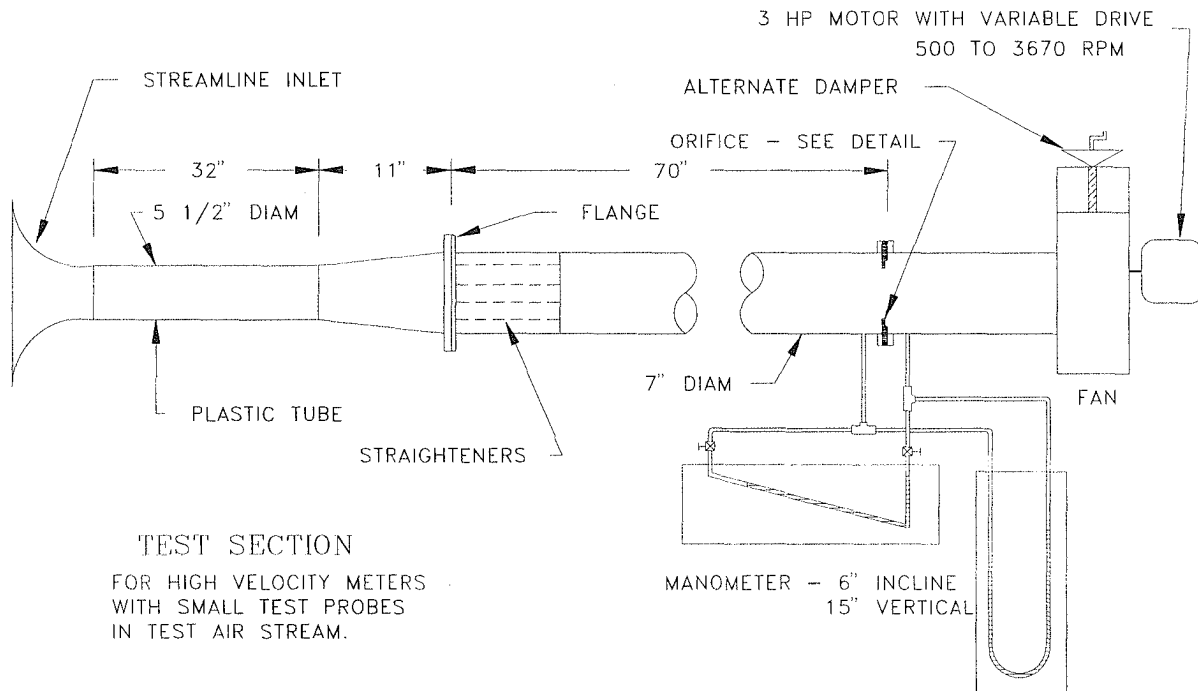 3 HP MOTOR WITH VARIABLE DRIVE
500 TO 3670 RPM
STREAMLINE INLET
ALTERNATE DAMPER
ORIFICE - SEE DETAIL
32"
11"
70"
5 1/2" DIAM
FLANGE
7" DIAM
FAN
PLASTIC TUBE
STRAIGHTENERS
TEST SECTION
FOR HIGH VELOCITY METERS
WITH SMALL TEST PROBES
IN TEST AIR STREAM.
MANOMETER - 6" INCLINE
15" VERTICAL